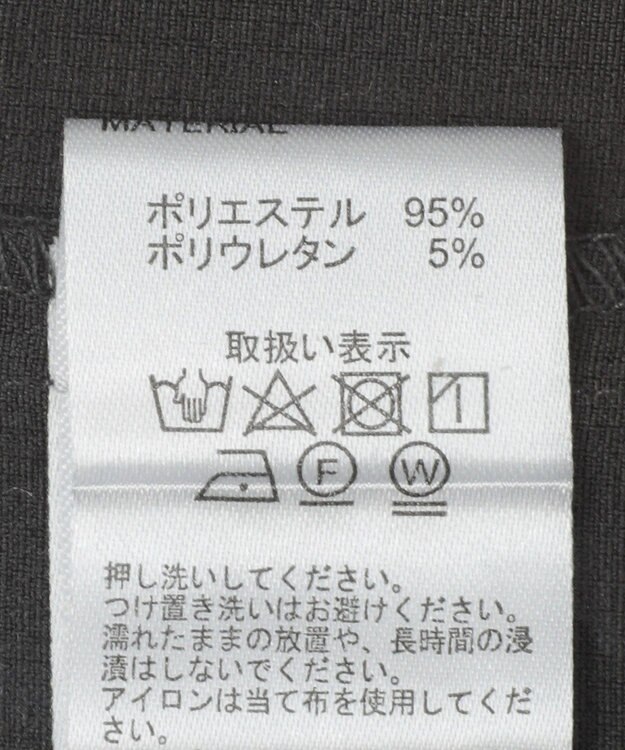 MATERIAL
ポリエステル 95%
ポリウレタン 5%
取扱い表示
F W
押し洗いしてください。
つけ置き洗いはお避けください。
濡れたままの放置や、長時間の浸
漬はしないでください。
アイロンは当て布を使用してくだ
さい。